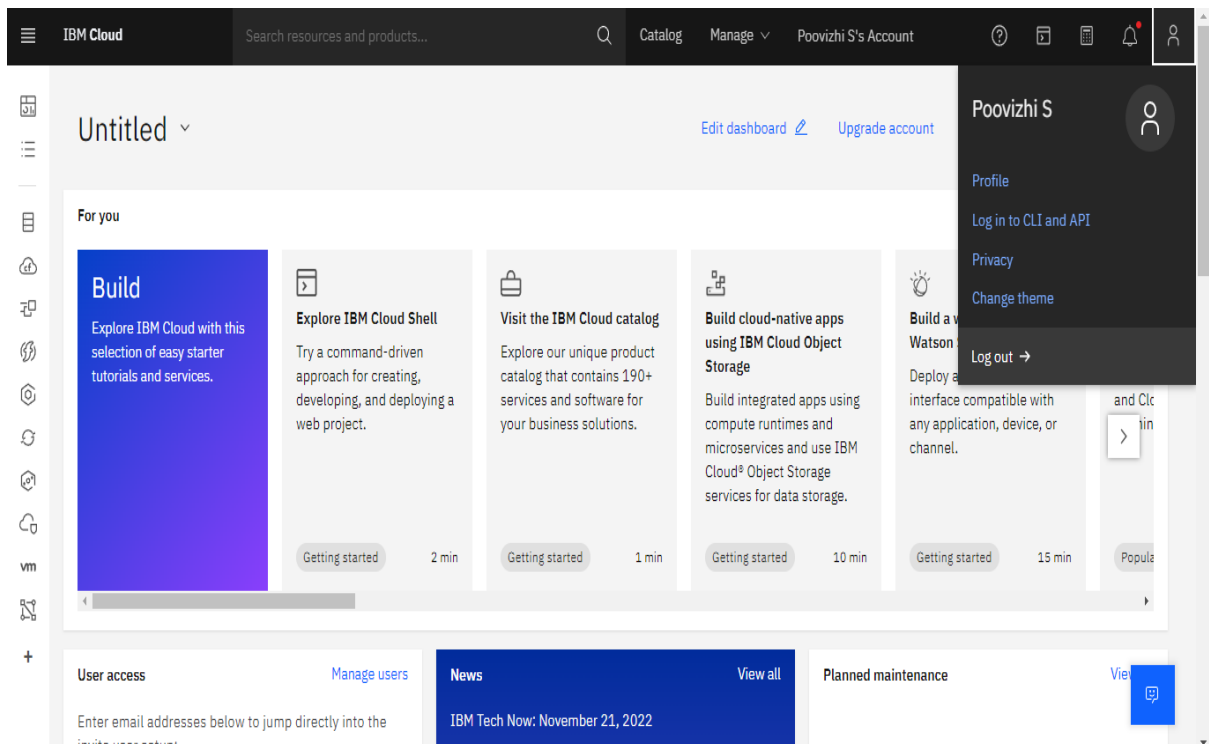 IBM Cloud
Search resources and products...
Catalog
Manage
Poovizhi S's Account
Poovizhi S
Profile
Log in to CLI and API
Privacy
Change theme
Log out →
Untitled
Edit dashboard
Upgrade account
For you
Build
Explore IBM Cloud with this
selection of easy starter
tutorials and services.
Explore IBM Cloud Shell
Try a command-driven
approach for creating,
developing, and deploying a
web project.
Getting started
2 min
Visit the IBM Cloud catalog
Explore our unique product
catalog that contains 190+
services and software for
your business solutions.
Getting started
1 min
Build cloud-native apps
using IBM Cloud Object
Storage
Build integrated apps using
compute runtimes and
microservices and use IBM
Cloud® Object Storage
services for data storage.
Getting started
10 min
Build a
Watson
Deploy a
interface compatible with
any application, device, or
channel.
Getting started
15 min
and Clo
in
Popula
cf
vm
User access
Manage users
Enter email addresses below to jump directly into the
News
View all
IBM Tech Now: November 21, 2022
Planned maintenance
Vie